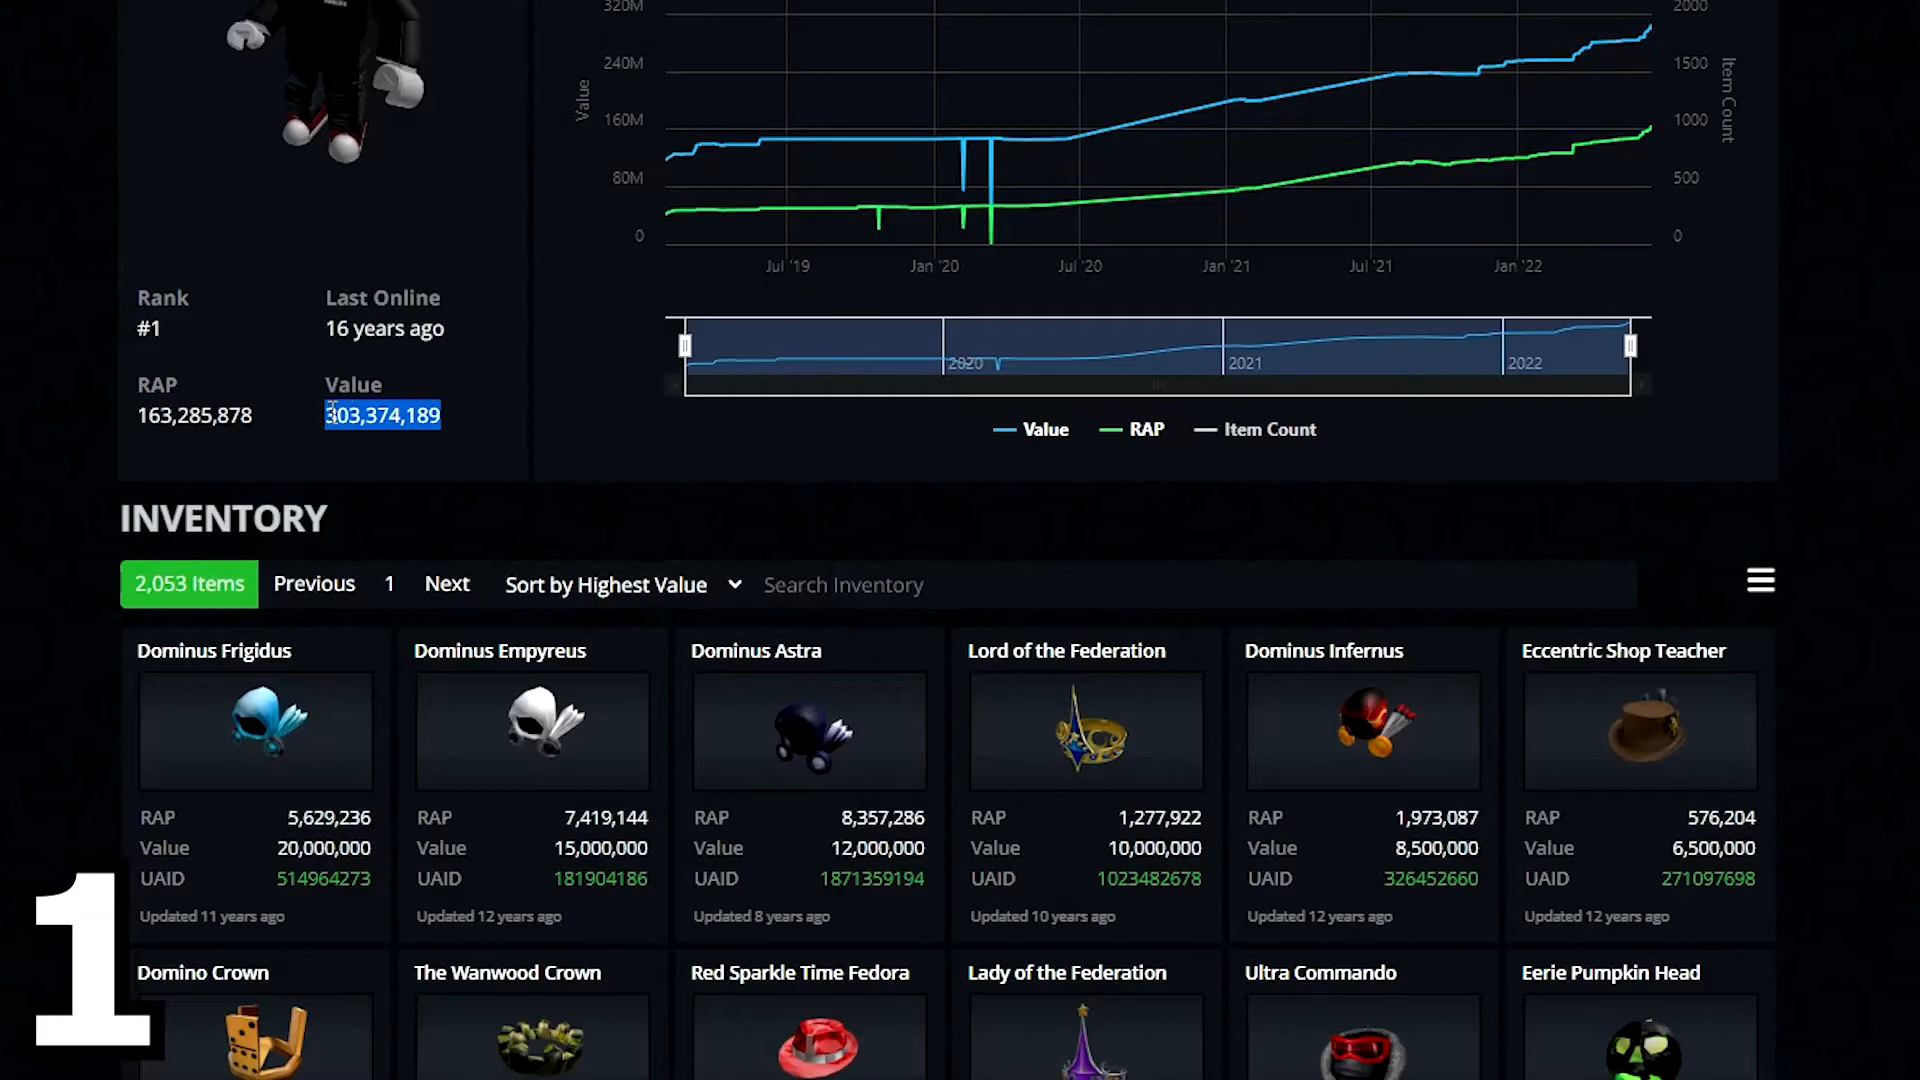 320M
2000
240M
1500
Value
Item Count
160M
1000
80M
500
0
0
Jul '19
Jan '20
Jul '20
Jan '21
Jul '21
Jan '22
Rank
Last Online
#1
16 years ago
2020
2021
2022
RAP
Value
163,285,878
303,374,189
Value
RAP
Item Count
INVENTORY
2,053 Items
Previous
1
Next
Sort by Highest Value
Search Inventory
Dominus Frigidus
Dominus Empyreus
Dominus Astra
Lord of the Federation
Dominus Infernus
Eccentric Shop Teacher
RAP 5,629,236
RAP 7,419,144
RAP 8,357,286
RAP 1,277,922
RAP 1,973,087
RAP 576,204
Value 20,000,000
Value 15,000,000
Value 12,000,000
Value 10,000,000
Value 8,500,000
Value 6,500,000
UAID 514964273
UAID 181904186
UAID 1871359194
UAID 1023482678
UAID 326452660
UAID 271097698
Updated 11 years ago
Updated 12 years ago
Updated 8 years ago
Updated 10 years ago
Updated 12 years ago
Updated 12 years ago
1
Domino Crown
The Wanwood Crown
Red Sparkle Time Fedora
Lady of the Federation
Ultra Commando
Eerie Pumpkin Head